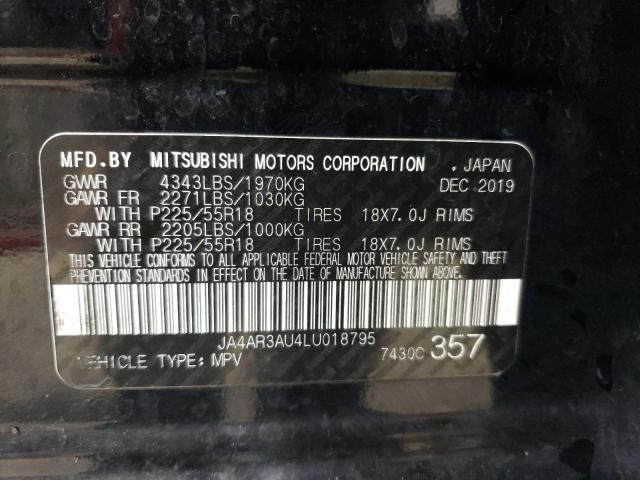 MFD.BY MITSUBISHI MOTORS CORPORATION , JAPAN
GVWR 4343LBS/1970KG DEC 2019
GAWR FR 2271LBS/1030KG
WITH P225/55R18 TIRES 18X7.0J RIMS
GAWR RR 2205LBS/1000KG
WITH P225/55R18 TIRES 18X7.0J RIMS
THIS VEHICLE CONFORMS TO ALL APPLICABLE FEDERAL MOTOR VEHICLE SAFETY AND THEFT
PREVENTION STANDARDS IN EFFECT ON THE DATE OF MANUFACTURE SHOWN ABOVE.
JA4AR3AU4LU018795
VEHICLE TYPE: MPV 7430C 357